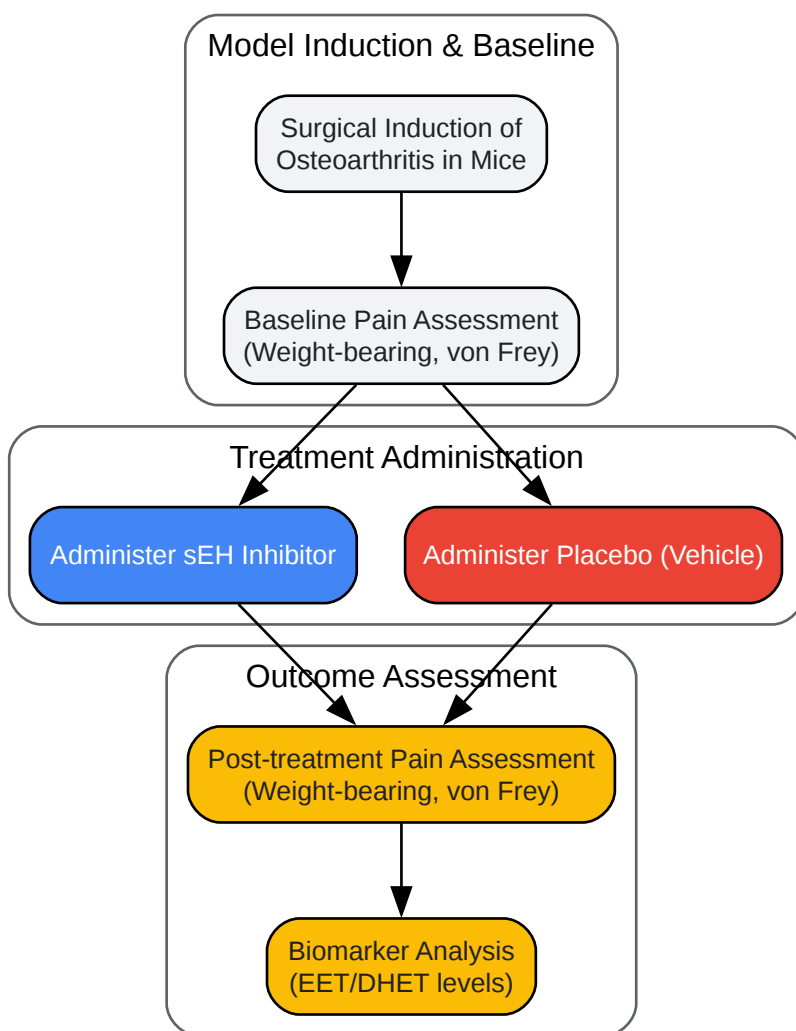 Model Induction & Baseline
Surgical Induction of
Osteoarthritis in Mice
Baseline Pain Assessment
(Weight-bearing, von Frey)
Treatment Administration
Administer sEH Inhibitor
Administer Placebo (Vehicle)
Outcome Assessment
Post-treatment Pain Assessment
(Weight-bearing, von Frey)
Biomarker Analysis
(EET/DHET levels)